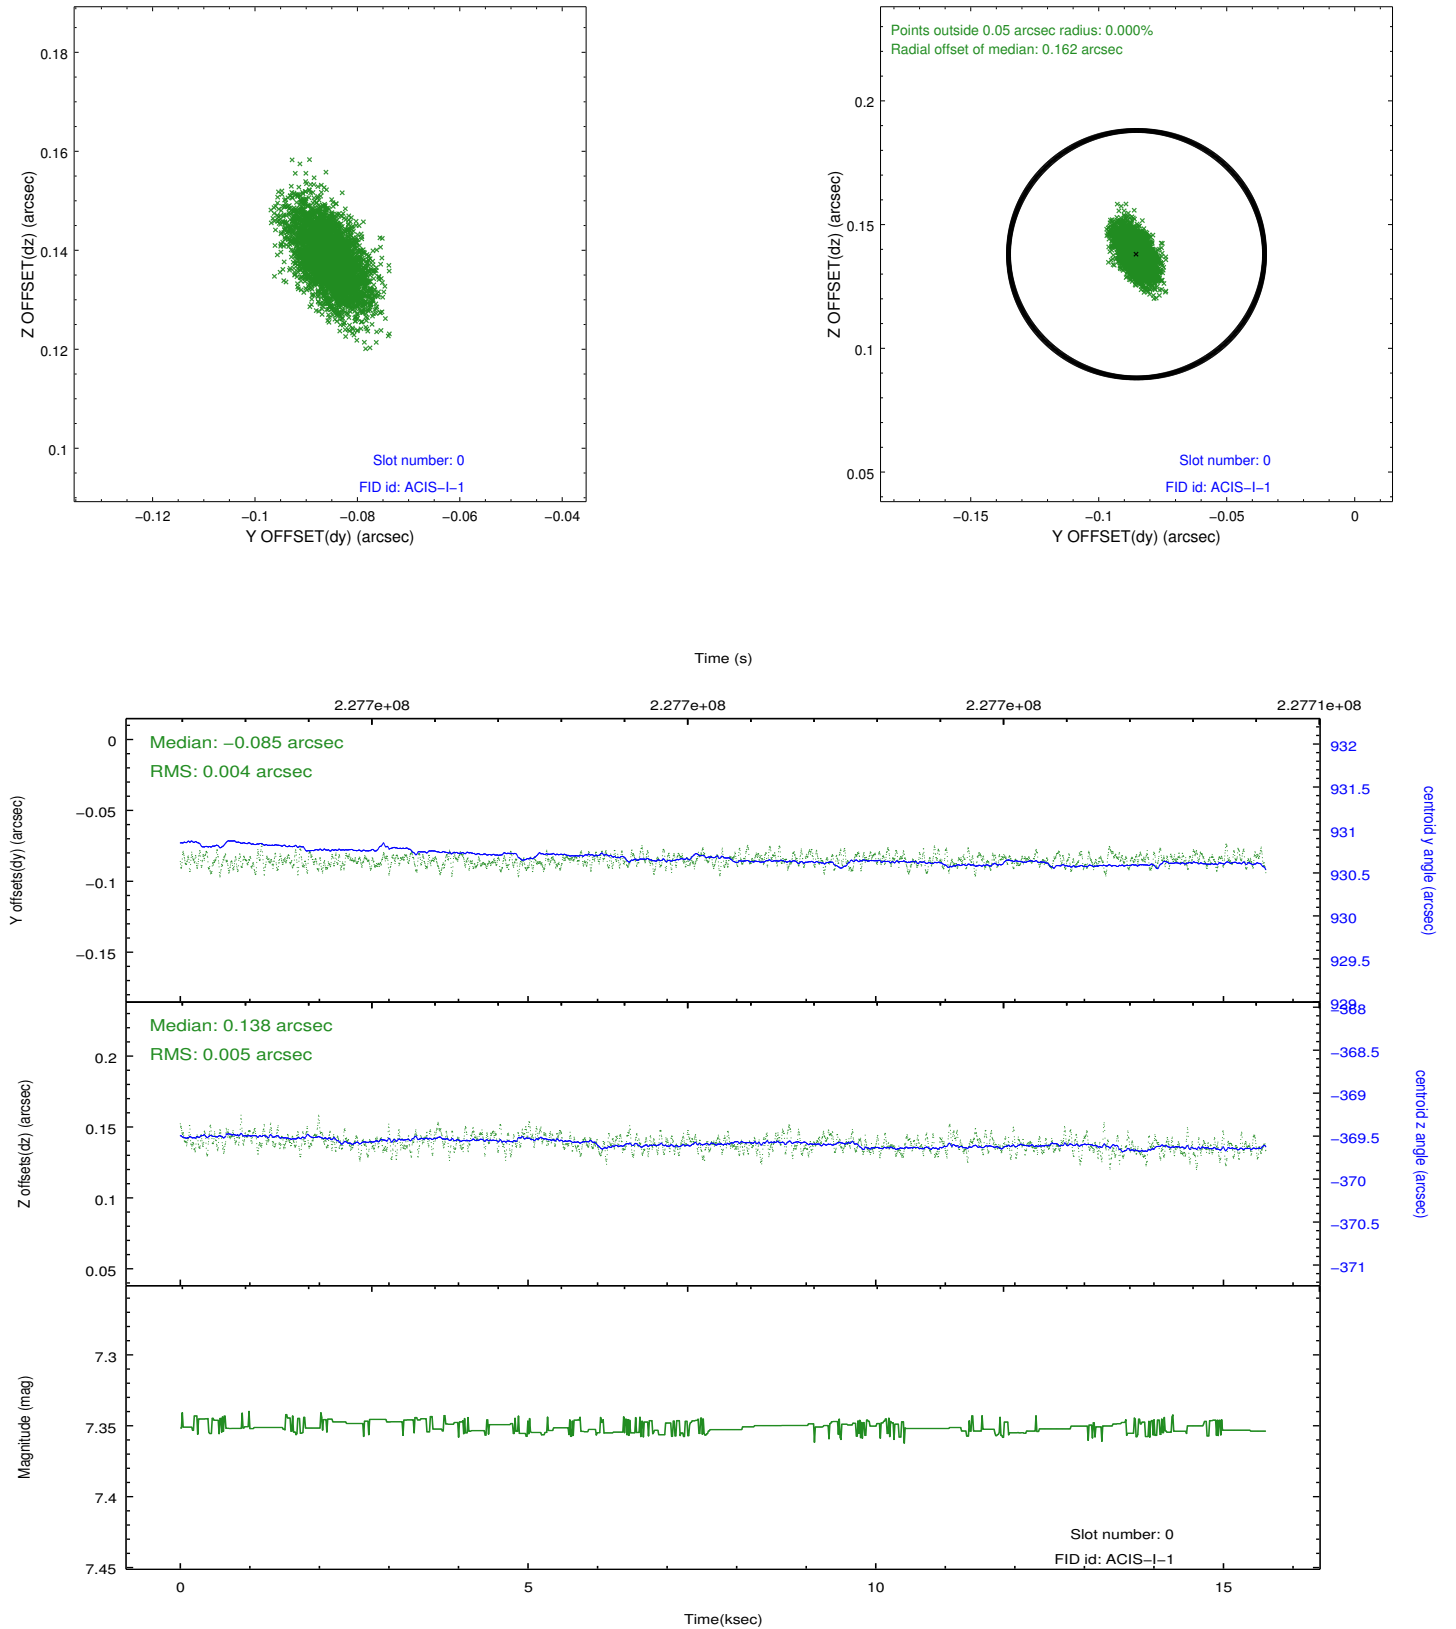 0.18
0.16
0.14
0.12
0.1
Z OFFSET(dz) (arcsec)
Slot number: 0
FID id: ACIS−I−1
−0.12
−0.1
−0.08
−0.06
−0.04
Y OFFSET(dy) (arcsec)
Points outside 0.05 arcsec radius: 0.000%
Radial offset of median: 0.162 arcsec
0.2
0.15
0.1
0.05
Z OFFSET(dz) (arcsec)
Slot number: 0
FID id: ACIS−I−1
−0.15
−0.1
−0.05
0
Y OFFSET(dy) (arcsec)
Time (s)
2.277e+08
2.277e+08
2.277e+08
2.2771e+08
Median: −0.085 arcsec
RMS: 0.004 arcsec
0
−0.05
−0.1
−0.15
Y offsets(dy) (arcsec)
932
931.5
931
930.5
930
929.5
929
centroid y angle (arcsec)
Median: 0.138 arcsec
RMS: 0.005 arcsec
0.2
0.15
0.1
0.05
Z offsets(dz) (arcsec)
−368
−368.5
−369
−369.5
−370
−370.5
−371
centroid z angle (arcsec)
7.3
7.35
7.4
7.45
Magnitude (mag)
Slot number: 0
FID id: ACIS−I−1
0
5
10
15
Time(ksec)